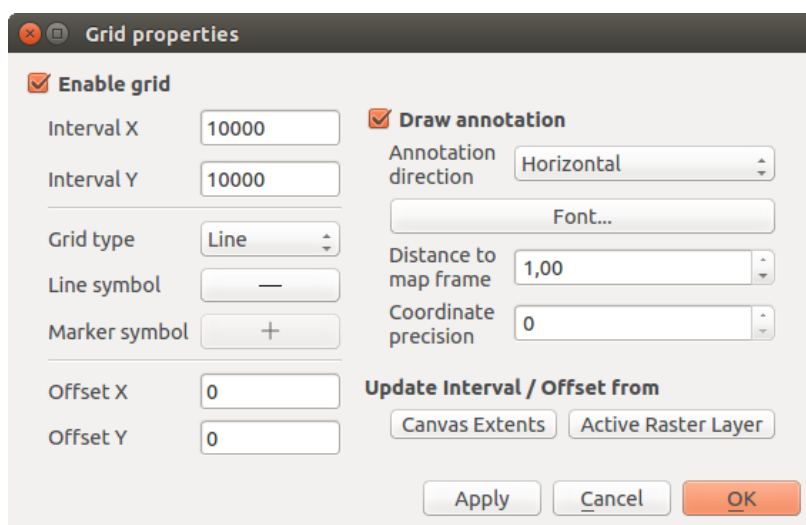 Grid properties
Enable grid
Interval X 10000
Interval Y 10000
Grid type Line
Line symbol
Marker symbol
Offset X 0
Offset Y 0
Draw annotation
Annotation
direction Horizontal
Font...
Distance to
map frame 1,00
Coordinate
precision 0
Update Interval / Offset from
Canvas Extents Active Raster Layer
Apply Cancel OK